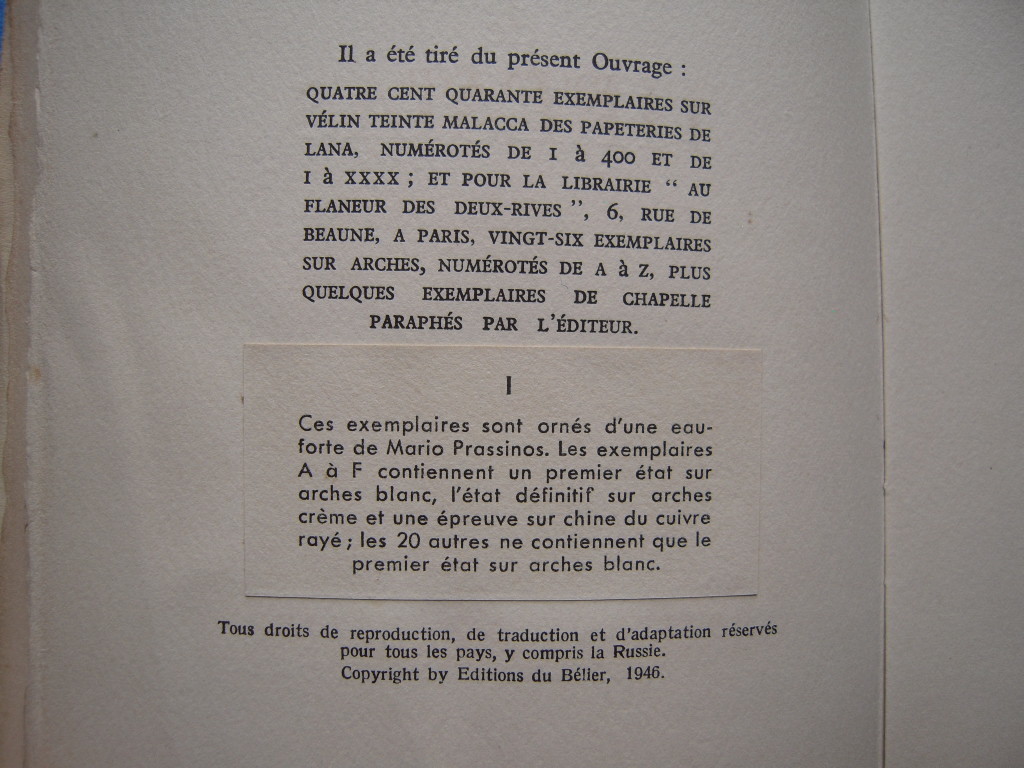 Il a été tiré du présent Ouvrage :
QUATRE CENT QUARANTE EXEMPLAIRES SUR
VÉLIN TEINTE MALACCA DES PAPETERIES DE
LANA, NUMÉROTÉS DE I à 400 ET DE
I à XXXX ; ET POUR LA LIBRAIRIE “ AU
FLANEUR DES DEUX-RIVES ”, 6, RUE DE
BEAUNE, A PARIS, VINGT-SIX EXEMPLAIRES
SUR ARCHES, NUMÉROTÉS DE A à Z, PLUS
QUELQUES EXEMPLAIRES DE CHAPELLE
PARAPHÉS PAR L'ÉDITEUR.
I
Ces exemplaires sont ornés d'une eau-
forte de Mario Prassinos. Les exemplaires
A à F contiennent un premier état sur
arches blanc, l'état définitif sur arches
crème et une épreuve sur chine du cuivre
rayé ; les 20 autres ne contiennent que le
premier état sur arches blanc.
Tous droits de reproduction, de traduction et d'adaptation réservés
pour tous les pays, y compris la Russie.
Copyright by Editions du Bélier, 1946.